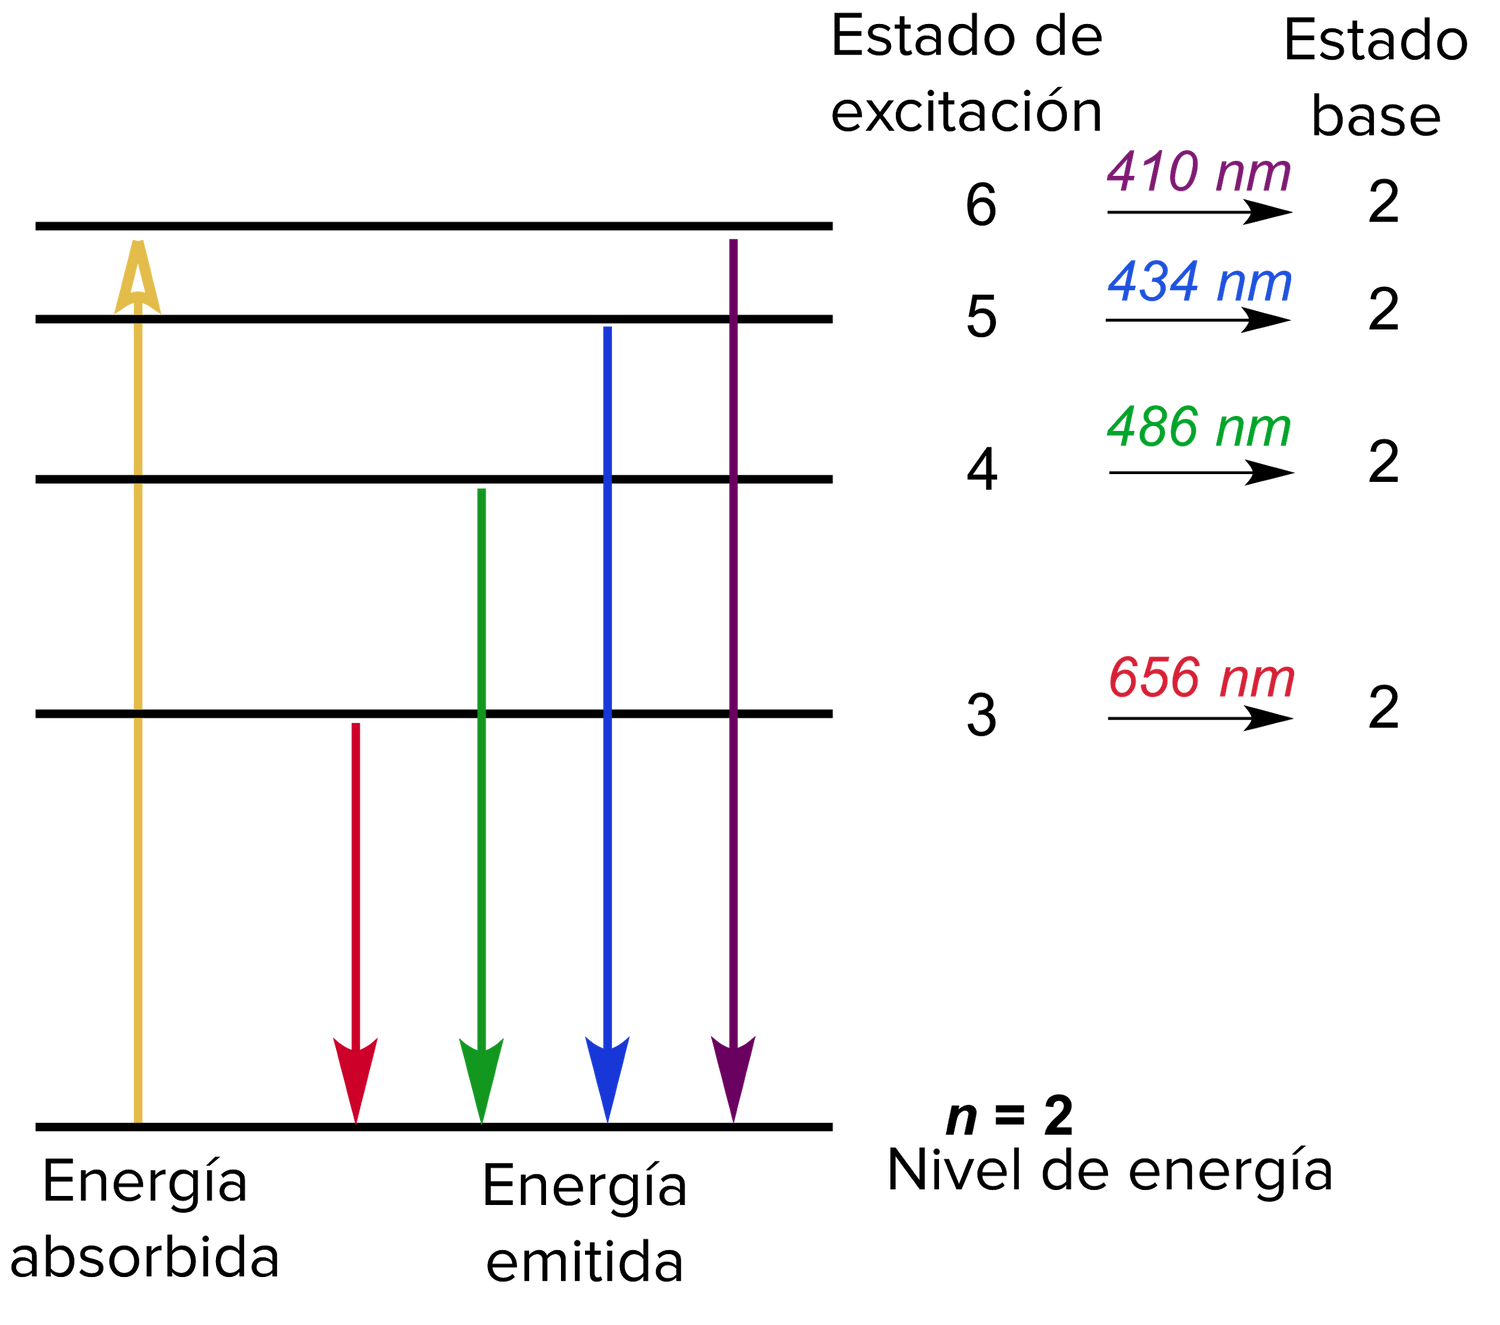 Estado de
excitación
Estado
base
6 410 nm 2
5 434 nm 2
4 486 nm 2
3 656 nm 2
n = 2
Nivel de energía
Energía
absorbida
Energía
emitida